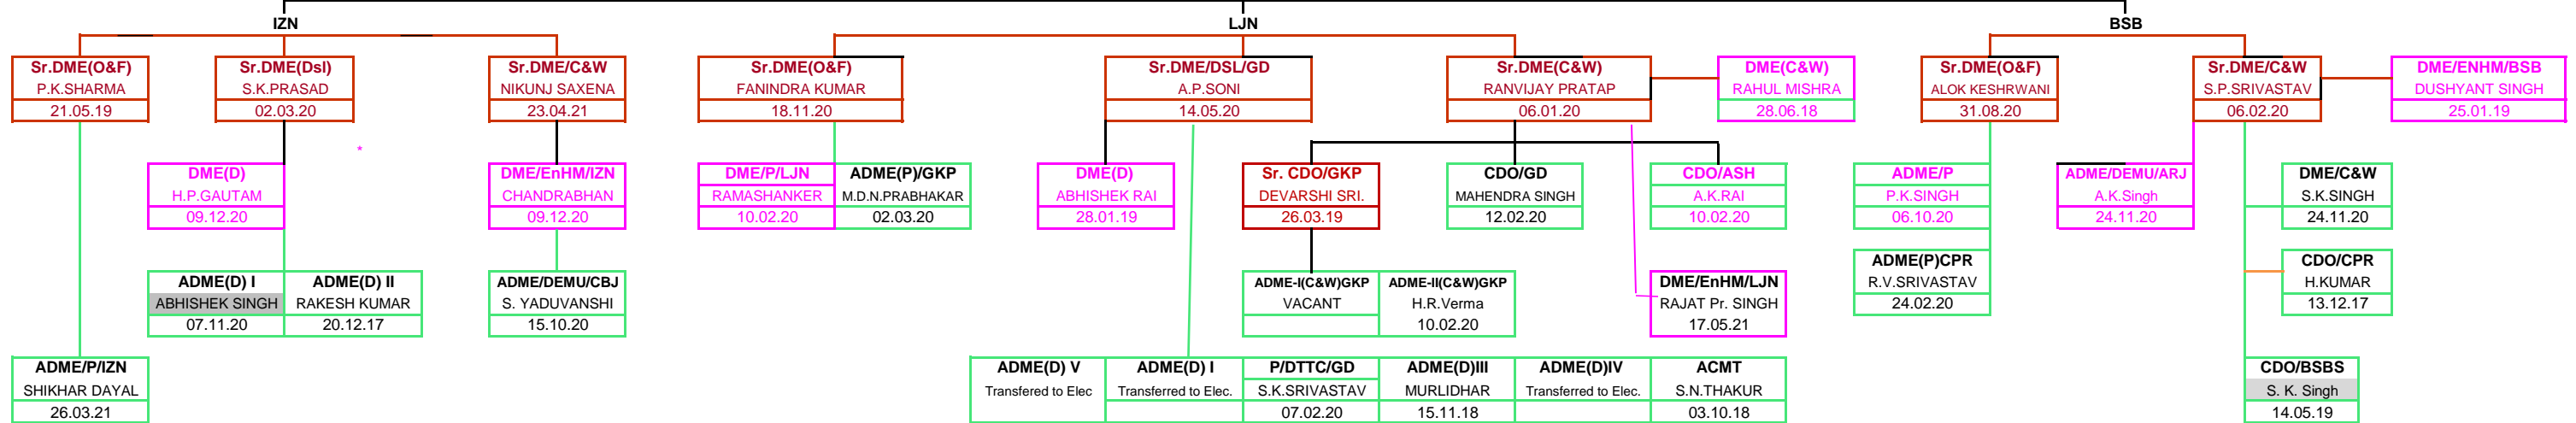 IZN
LJN
BSB
Sr.DME(O&F)
P.K.SHARMA
21.05.19
Sr.DME(Dsl)
S.K.PRASAD
02.03.20
Sr.DME/C&W
NIKUNJ SAXENA
23.04.21
Sr.DME(O&F)
FANINDRA KUMAR
18.11.20
Sr.DME/DSL/GD
A.P.SONI
14.05.20
Sr.DME(C&W)
RANVIJAY PRATAP
06.01.20
DME(C&W)
RAHUL MISHRA
28.06.18
Sr.DME(O&F)
ALOK KESHRWANI
31.08.20
Sr.DME/C&W
S.P.SRIVASTAV
06.02.20
DME/ENHM/BSB
DUSHYANT SINGH
25.01.19
*
DME(D)
H.P.GAUTAM
09.12.20
DME/EnHM/IZN
CHANDRABHAN
09.12.20
DME/P/LJN
RAMASHANKER
10.02.20
ADME(P)/GKP
M.D.N.PRABHAKAR
02.03.20
DME(D)
ABHISHEK RAI
28.01.19
Sr. CDO/GKP
DEVARSHI SRI.
26.03.19
CDO/GD
MAHENDRA SINGH
12.02.20
CDO/ASH
A.K.RAI
10.02.20
ADME/P
P.K.SINGH
06.10.20
ADME/DEMU/ARJ
A.K.Singh
24.11.20
DME/C&W
S.K.SINGH
24.11.20
ADME(D) I
ABHISHEK SINGH
07.11.20
ADME(D) II
RAKESH KUMAR
20.12.17
ADME/DEMU/CBJ
S. YADUVANSHI
15.10.20
ADME-I(C&W)GKP
VACANT
ADME-II(C&W)GKP
H.R.Verma
10.02.20
DME/EnHM/LJN
RAJAT Pr. SINGH
17.05.21
ADME(P)CPR
R.V.SRIVASTAV
24.02.20
CDO/CPR
H.KUMAR
13.12.17
ADME/P/IZN
SHIKHAR DAYAL
26.03.21
ADME(D) V
Transfered to Elec
ADME(D) I
Transferred to Elec.
P/DTTC/GD
S.K.SRIVASTAV
07.02.20
ADME(D)III
MURLIDHAR
15.11.18
ADME(D)IV
Transferred to Elec.
ACMT
S.N.THAKUR
03.10.18
CDO/BSBS
S. K. Singh
14.05.19